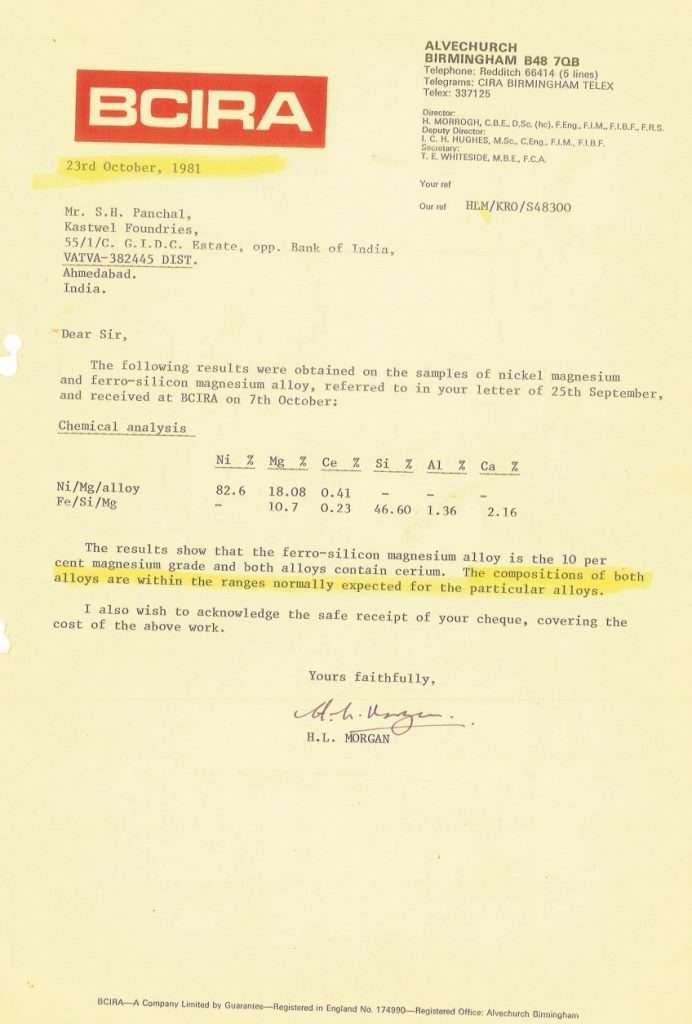 BCIRA
ALVECHURCH
BIRMINGHAM B48 7QB
Telephone: Redditch 66414 (5 lines)
Telegrams: CIRA BIRMINGHAM TELEX
Telex: 337125
Director:
H. MORROGH, C.B.E., D.Sc. (hc), F.Eng., F.I.M., F.I.B.F., F.R.S.
Deputy Director:
I. C. H. HUGHES, M.Sc., C.Eng., F.I.M., F.I.B.F.
Secretary:
T. E. WHITESIDE, M.B.E., F.C.A.
Your ref
Our ref HLM/KRO/S48300
23rd October, 1981
Mr. S.H. Panchal,
Kastwel Foundries,
55/1/C. G.I.D.C. Estate, opp. Bank of India,
VATVA-382445 DIST.
Ahmedabad.
India.
Dear Sir,
The following results were obtained on the samples of nickel magnesium
and ferro-silicon magnesium alloy, referred to in your letter of 25th September,
and received at BCIRA on 7th October:
Chemical analysis
Ni % Mg % Ce % Si % Al % Ca %
Ni/Mg/alloy 82.6 18.08 0.41 - - -
Fe/Si/Mg - 10.7 0.23 46.60 1.36 2.16
The results show that the ferro-silicon magnesium alloy is the 10 per
cent magnesium grade and both alloys contain cerium. The compositions of both
alloys are within the ranges normally expected for the particular alloys.
I also wish to acknowledge the safe receipt of your cheque, covering the
cost of the above work.
Yours faithfully,
H.L. Morgan
H.L. MORGAN
BCIRA—A Company Limited by Guarantee—Registered in England No. 174990—Registered Office: Alvechurch Birmingham